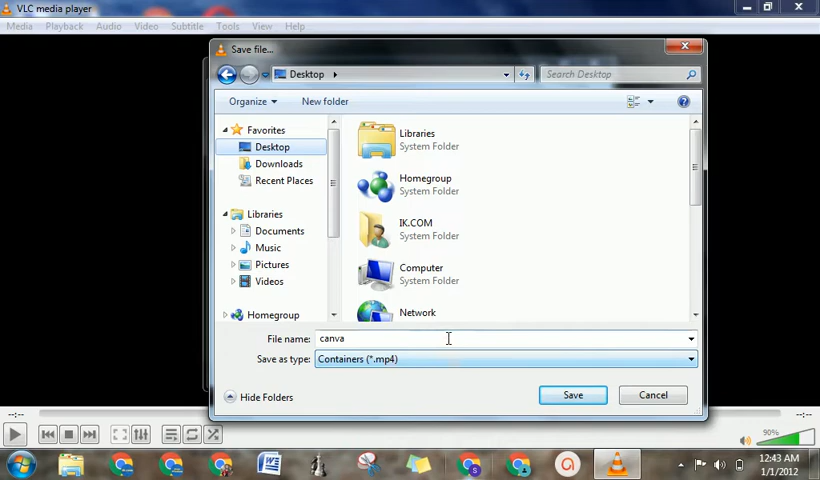 VLC media player
Media Playback Audio Video Subtitle Tools View Help
Save file...
Desktop
Search Desktop
Organize New folder
Favorites
Desktop
Downloads
Recent Places
Libraries
Documents
Music
Pictures
Videos
Homegroup
Libraries
System Folder
Homegroup
System Folder
IK.COM
System Folder
Computer
System Folder
Network
File name: canva
Save as type: Containers (*.mp4)
Hide Folders
Save Cancel
--:-- --:--
90%
12:43 AM
1/1/2012